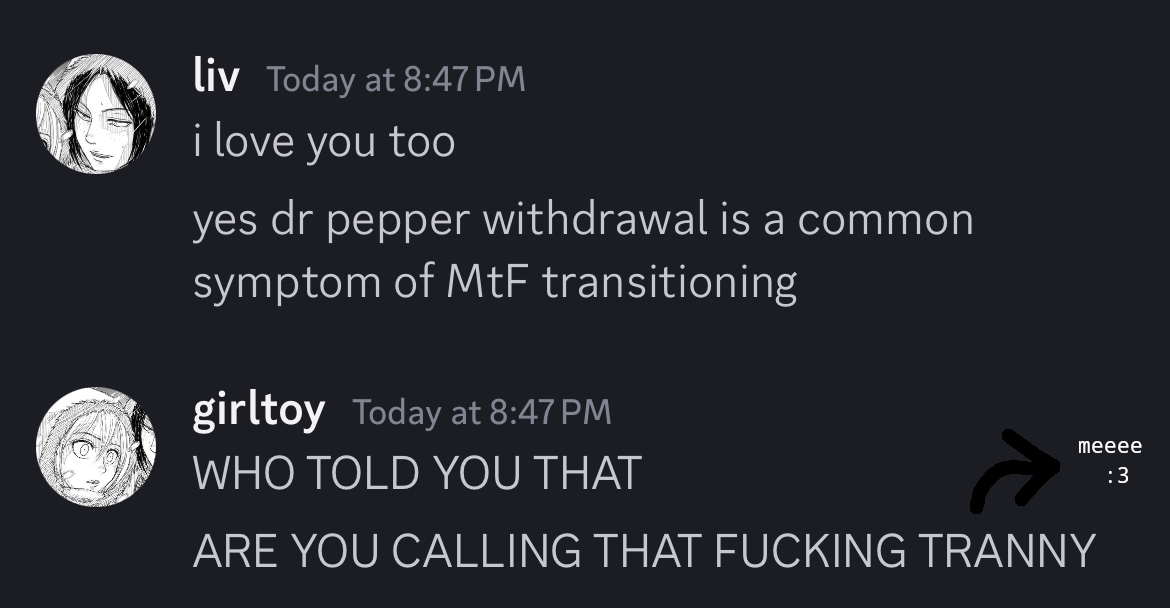 liv Today at 8:47 PM
i love you too
yes dr pepper withdrawal is a common
symptom of MtF transitioning
girltoy Today at 8:47 PM
WHO TOLD YOU THAT
meeee
:3
ARE YOU CALLING THAT FUCKING TRANNY